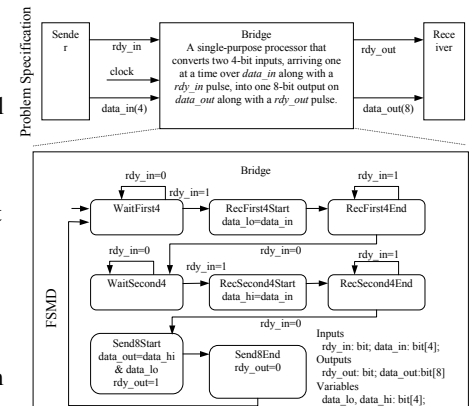 Problem Specification
Sende
r
rdy_in
clock
data_in(4)
Bridge
A single-purpose processor that
converts two 4-bit inputs, arriving one
at a time over data_in along with a
rdy_in pulse, into one 8-bit output on
data_out along with a rdy_out pulse.
rdy_out
data_out(8)
Rece
iver
FSMD
Bridge
rdy_in=0
rdy_in=1
rdy_in=1
WaitFirst4
RecFirst4Start
data_lo=data_in
RecFirst4End
rdy_in=0
rdy_in=0
rdy_in=1
rdy_in=1
WaitSecond4
RecSecond4Start
data_hi=data_in
RecSecond4End
rdy_in=0
Send8Start
data_out=data_hi
& data_lo
rdy_out=1
Send8End
rdy_out=0
Inputs
rdy_in: bit; data_in: bit[4];
Outputs
rdy_out: bit; data_out:bit[8]
Variables
data_lo, data_hi: bit[4];